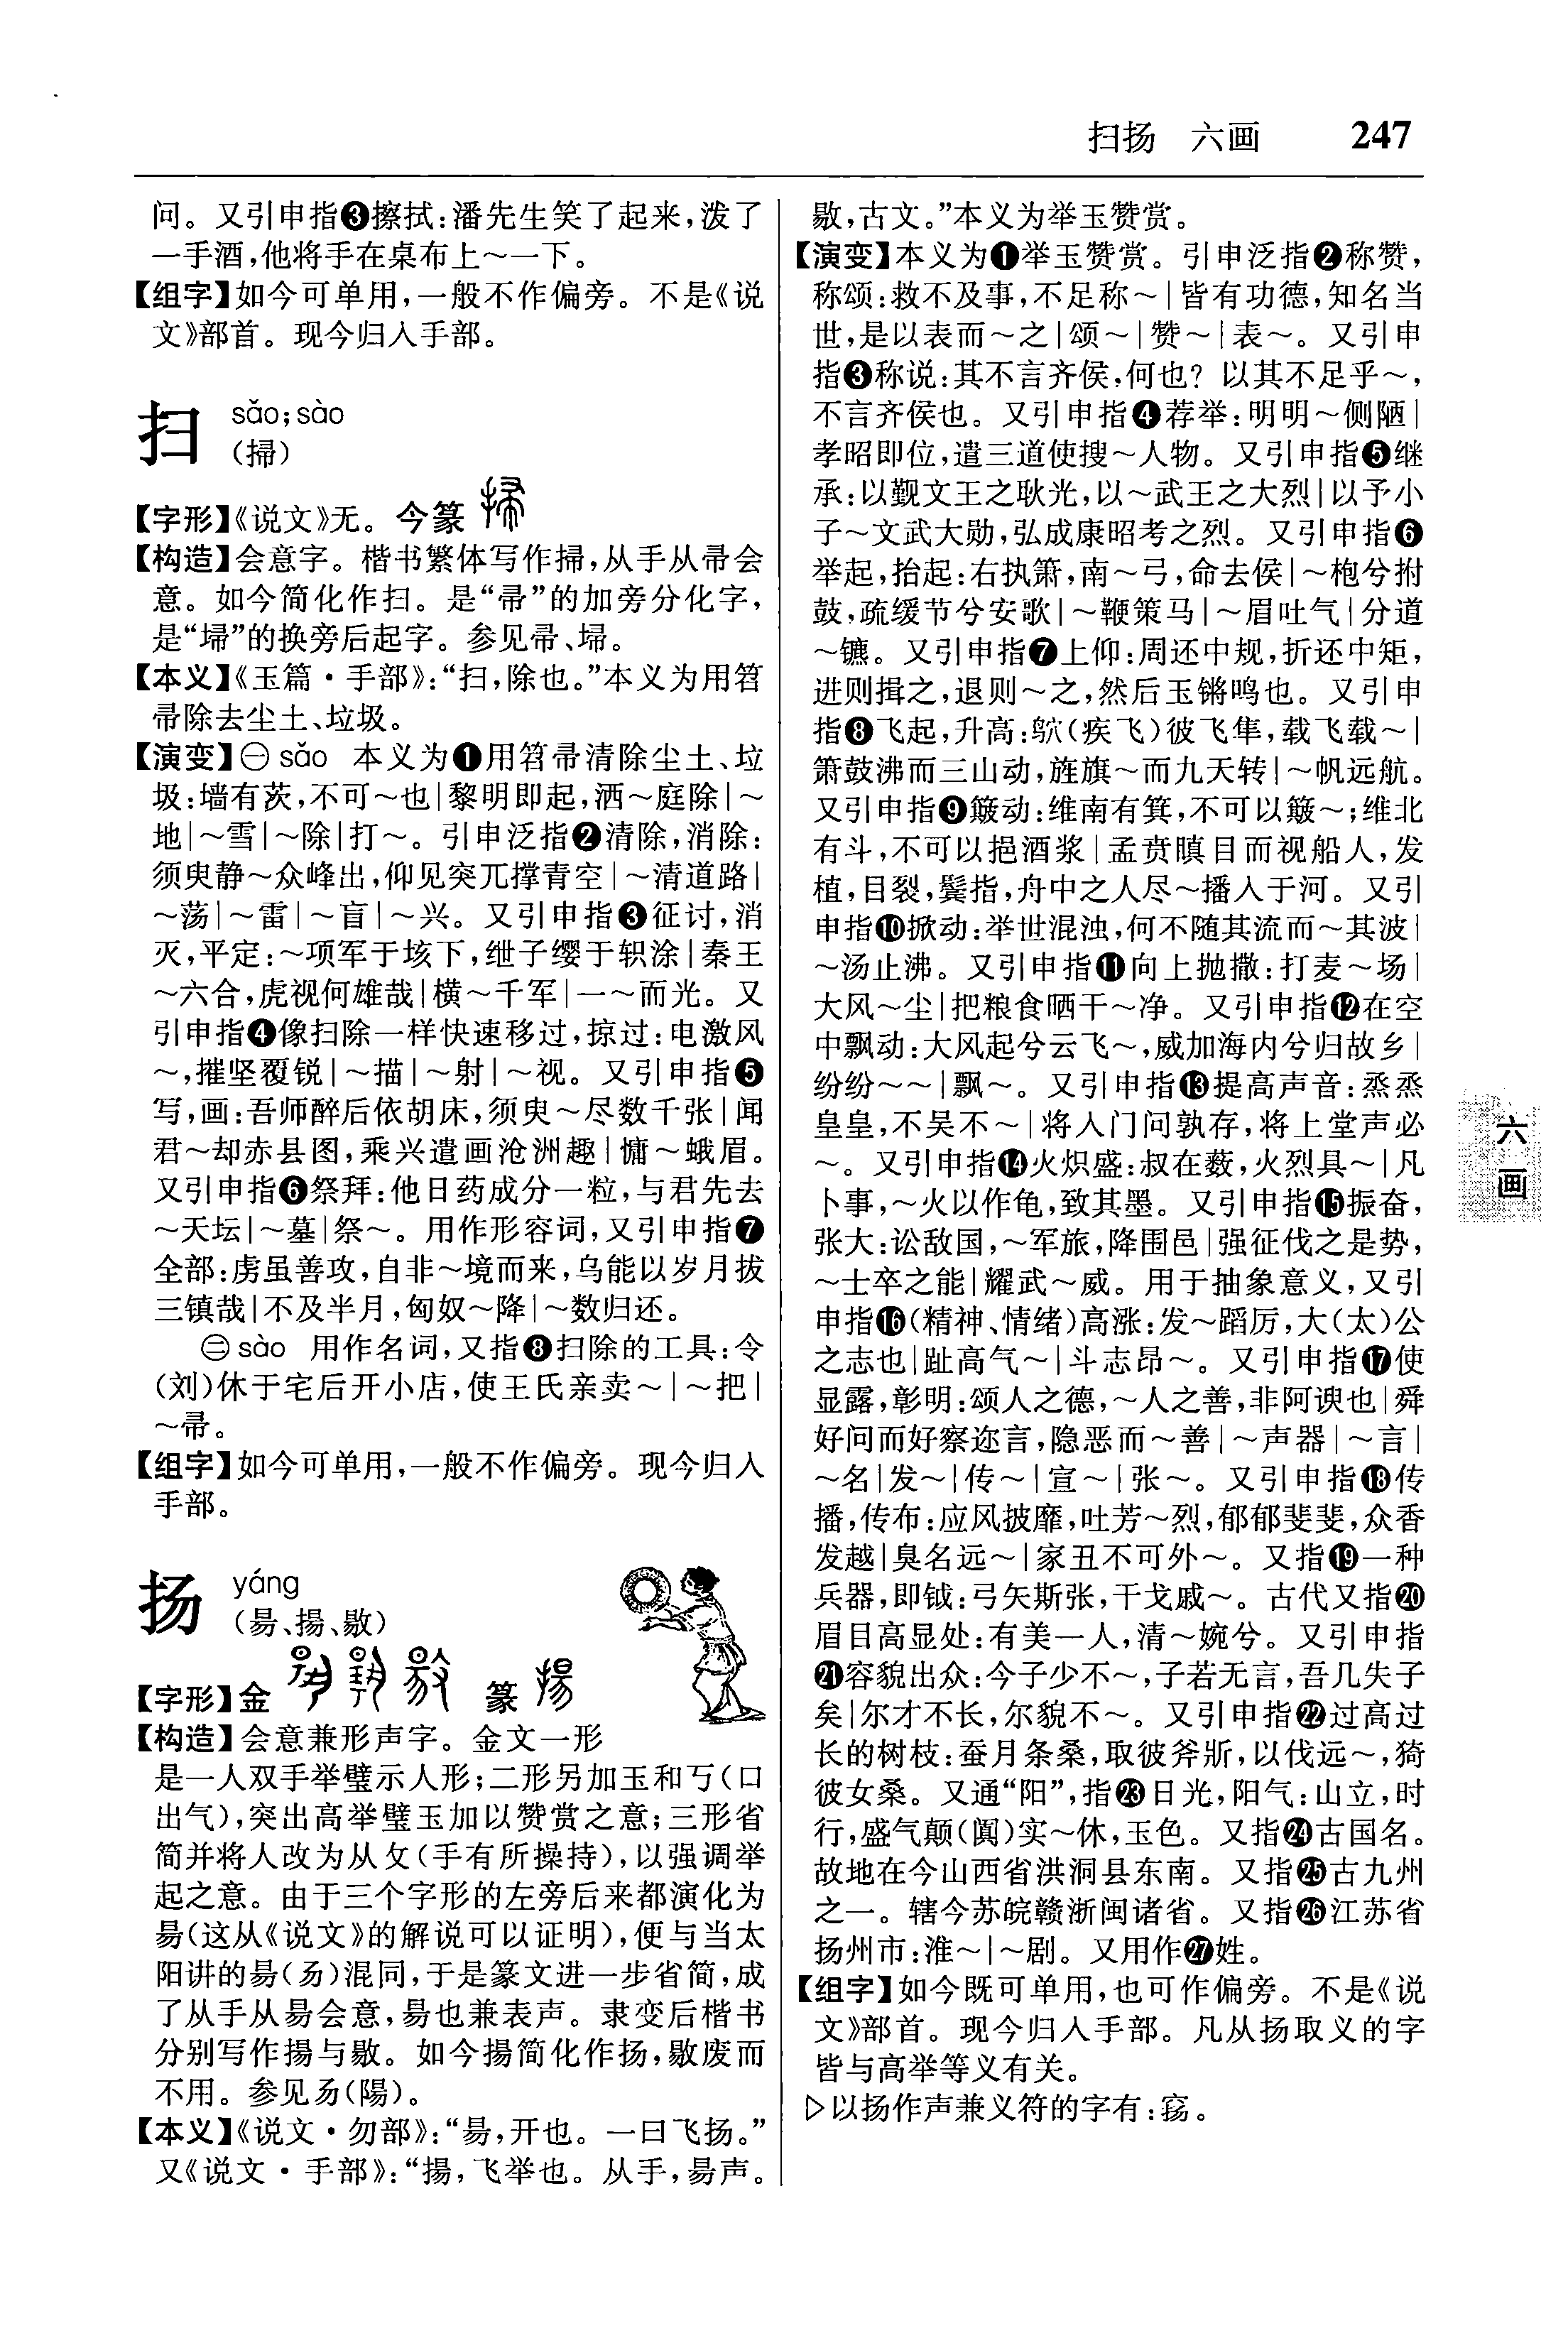 扫扬　六画　247
问。又引申指❸擦拭：潘先生笑了起来，泼了
一手酒，他将手在桌布上～一下。
【组字】如今可单用，一般不作偏旁。不是《说
文》部首。现今归入手部。
扫 sǎo；sào
（掃）
【字形】《说文》无。今篆
【构造】会意字。楷书繁体写作掃，从手从帚会
意。如今简化作扫。是“帚”的加旁分化字，
是“埽”的换旁后起字。参见帚、埽。
【本义】《玉篇·手部》：“扫，除也。”本义为用笤
帚除去尘土、垃圾。
【演变】㊀sǎo 本义为❶用笤帚清除尘土、垃
圾：墙有茨，不可～也|黎明即起，洒～庭除|～
地|～雪|～除|打～。引申泛指❷清除，消除：
须臾静～众峰出，仰见突兀撑青空|～清道路|
～荡|～雷|～盲|～兴。又引申指❸征讨，消
灭，平定：～项军于垓下，绁子缨于轵涂|秦王
～六合，虎视何雄哉|横～千军|一～而光。又
引申指❹像扫除一样快速移过，掠过：电激风
～，摧坚覆锐|～描|～射|～视。又引申指❺
写，画：吾师醉后依胡床，须臾～尽数千张|闻
君～却赤县图，乘兴遣画沧洲趣|慵～蛾眉。
又引申指❻祭拜：他日药成分一粒，与君先去
～天坛|～墓|祭～。用作形容词，又引申指❼
全部：虏虽善攻，自非～境而来，乌能以岁月拔
三镇哉|不及半月，匈奴～降|～数归还。
㊁sào 用作名词，又指❽扫除的工具：令
（刘）休于宅后开小店，使王氏亲卖～|～把|
～帚。
【组字】如今可单用，一般不作偏旁。现今归入
手部。
扬 yáng
（昜、揚、敭）
【字形】金　篆
【构造】会意兼形声字。金文一形
是一人双手举璧示人形；二形另加玉和丂（口
出气），突出高举璧玉加以赞赏之意；三形省
简并将人改为从攵（手有所操持），以强调举
起之意。由于三个字形的左旁后来都演化为
昜（这从《说文》的解说可以证明），便与当太
阳讲的昜（𠃓）混同，于是篆文进一步省简，成
了从手从昜会意，昜也兼表声。隶变后楷书
分别写作揚与敭。如今揚简化作扬，敭废而
不用。参见𠃓（陽）。
【本义】《说文·勿部》：“昜，开也。一曰飞扬。”
又《说文·手部》：“揚，飞举也。从手，昜声。
敭，古文。”本义为举玉赞赏。
【演变】本义为❶举玉赞赏。引申泛指❷称赞，
称颂：救不及事，不足称～|皆有功德，知名当
世，是以表而～之|颂～|赞～|表～。又引申
指❸称说：其不言齐侯，何也？以其不足乎～，
不言齐侯也。又引申指❹荐举：明明～侧陋|
孝昭即位，遣三道使搜～人物。又引申指❺继
承：以觐文王之耿光，以～武王之大烈|以予小
子～文武大勋，弘成康昭考之烈。又引申指❻
举起，抬起：右执箫，南～弓，命去侯|～枹兮拊
鼓，疏缓节兮安歌|～鞭策马|～眉吐气|分道
～镳。又引申指❼上仰：周还中规，折还中矩，
进则揖之，退则～之，然后玉锵鸣也。又引申
指❽飞起，升高：鴥（疾飞）彼飞隼，载飞载～|
箫鼓沸而三山动，旌旗～而九天转|～帆远航。
又引申指❾簸动：维南有箕，不可以簸～；维北
有斗，不可以挹酒浆|孟贲瞋目而视船人，发
植，目裂，鬓指，舟中之人尽～播入于河。又引
申指❿掀动：举世混浊，何不随其流而～其波|
～汤止沸。又引申指⓫向上抛撒：打麦～场|
大风～尘|把粮食晒干～净。又引申指⓬在空
中飘动：大风起兮云飞～，威加海内兮归故乡|
纷纷～～|飘～。又引申指⓭提高声音：烝烝
皇皇，不吴不～|将入门问孰存，将上堂声必
～。又引申指⓮火炽盛：叔在薮，火烈具～|凡
卜事，～火以作龟，致其墨。又引申指⓯振奋，
张大：讼敌国，～军旅，降围邑|强征伐之是势，
～士卒之能|耀武～威。用于抽象意义，又引
申指⓰（精神、情绪）高涨：发～蹈厉，大（太）公
之志也|趾高气～|斗志昂～。又引申指⓱使
显露，彰明：颂人之德，～人之善，非阿谀也|舜
好问而好察迩言，隐恶而～善|～声器|～言|
～名|发～|传～|宣～|张～。又引申指⓲传
播，传布：应风披靡，吐芳～烈，郁郁斐斐，众香
发越|臭名远～|家丑不可外～。又指⓳一种
兵器，即钺：弓矢斯张，干戈戚～。古代又指⓴
眉目高显处：有美一人，清～婉兮。又引申指
㉑容貌出众：今子少不～，子若无言，吾几失子
矣|尔才不长，尔貌不～。又引申指㉒过高过
长的树枝：蚕月条桑，取彼斧斨，以伐远～，猗
彼女桑。又通“阳”，指㉓日光，阳气：山立，时
行，盛气颠（阗）实～休，玉色。又指㉔古国名。
故地在今山西省洪洞县东南。又指㉕古九州
之一。辖今苏皖赣浙闽诸省。又指㉖江苏省
扬州市：淮～|～剧。又用作㉗姓。
【组字】如今既可单用，也可作偏旁。不是《说
文》部首。现今归入手部。凡从扬取义的字
皆与高举等义有关。
▷以扬作声兼义符的字有：䓪。
六
画